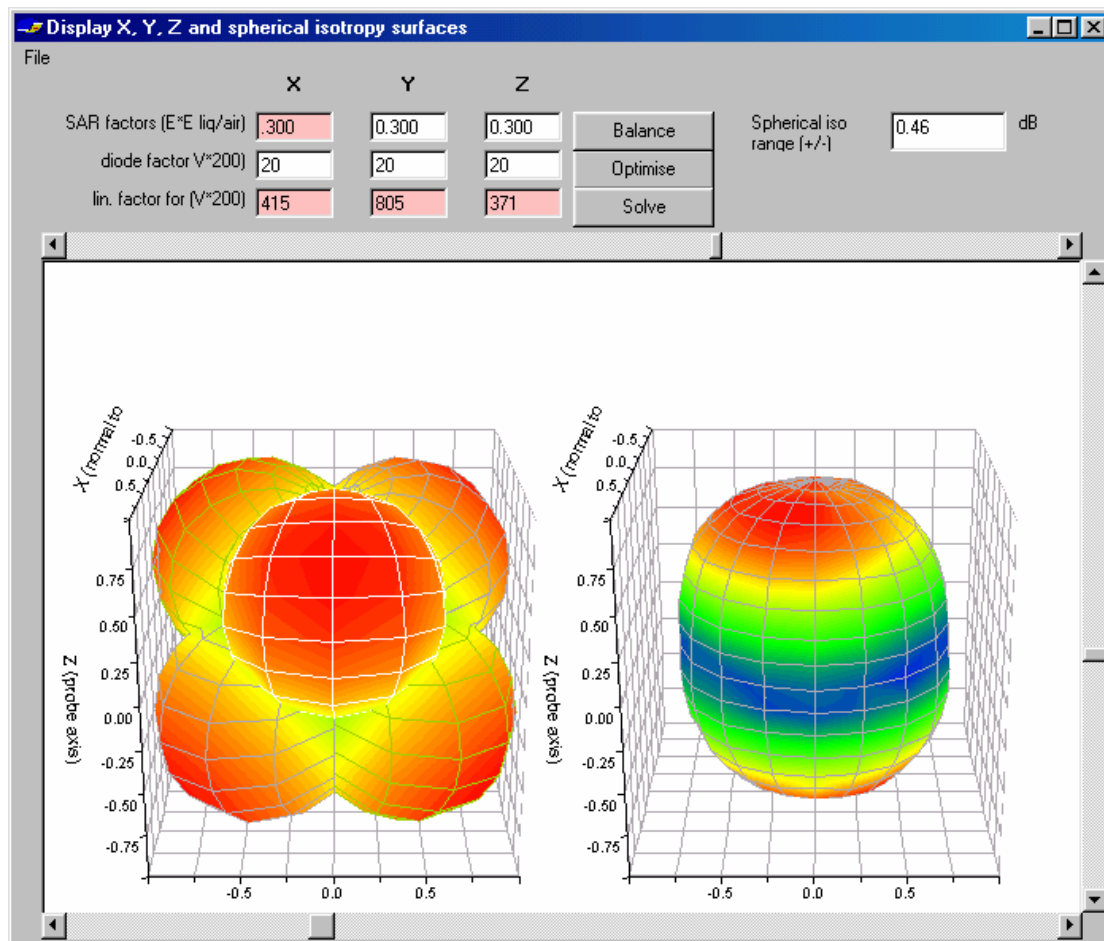 Display X, Y, Z and spherical isotropy surfaces
File
X Y Z
SAR factors (E*E liq/air) .300 0.300 0.300 Balance Spherical iso range (+/-) 0.46 dB
diode factor V*200) 20 20 20 Optimise
lin. factor for (V*200) 415 805 371 Solve
X (normal to
-0.5
0.0
0.5
0.75
0.50
0.25
0.00
-0.25
-0.50
-0.75
Z (probe axis)
-0.5 0.0 0.5
X (normal to
-0.5
0.0
0.5
0.75
0.50
0.25
0.00
-0.25
-0.50
-0.75
Z (probe axis)
-0.5 0.0 0.5